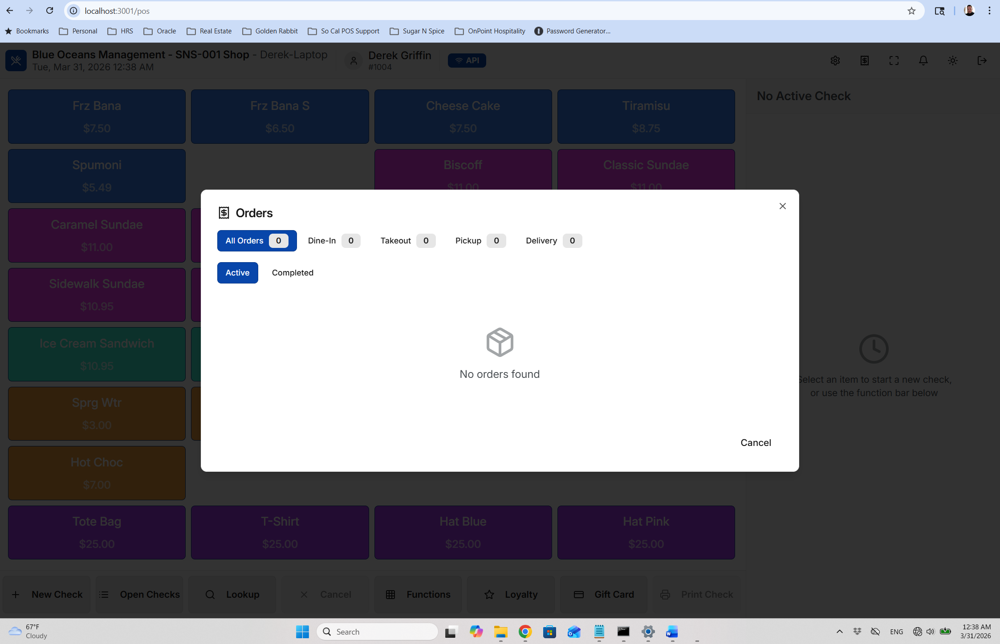 localhost:3001/pos
Bookmarks Personal HRS Oracle Real Estate Golden Rabbit So Cal POS Support Sugar N Spice OnPoint Hospitality Password Generator...
Blue Oceans Management - SNS-001 Shop - Derek-Laptop
Tue, Mar 31, 2026 12:38 AM
Derek Griffin
#1004
API
No Active Check
Frz Bana
$7.50
Frz Bana S
$6.50
Cheese Cake
$7.50
Tiramisu
$8.75
Spumoni
$5.49
Biscoff
$11.00
Classic Sundae
$11.00
Caramel Sundae
$11.00
Sidewalk Sundae
$10.95
Ice Cream Sandwich
$10.95
Sprg Wtr
$3.00
Hot Choc
$7.00
Tote Bag
$25.00
T-Shirt
$25.00
Hat Blue
$25.00
Hat Pink
$25.00
Orders
All Orders 0 Dine-In 0 Takeout 0 Pickup 0 Delivery 0
Active Completed
No orders found
Cancel
Select an item to start a new check,
or use the function bar below
New Check Open Checks Lookup Cancel Functions Loyalty Gift Card Print Check
67°F
Cloudy
Search
ENG
12:38 AM
3/31/2026